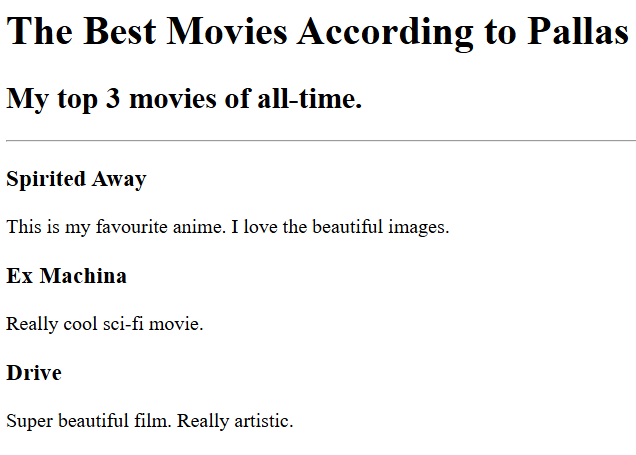 The Best Movies According to Pallas
My top 3 movies of all-time.
Spirited Away
This is my favourite anime. I love the beautiful images.
Ex Machina
Really cool sci-fi movie.
Drive
Super beautiful film. Really artistic.